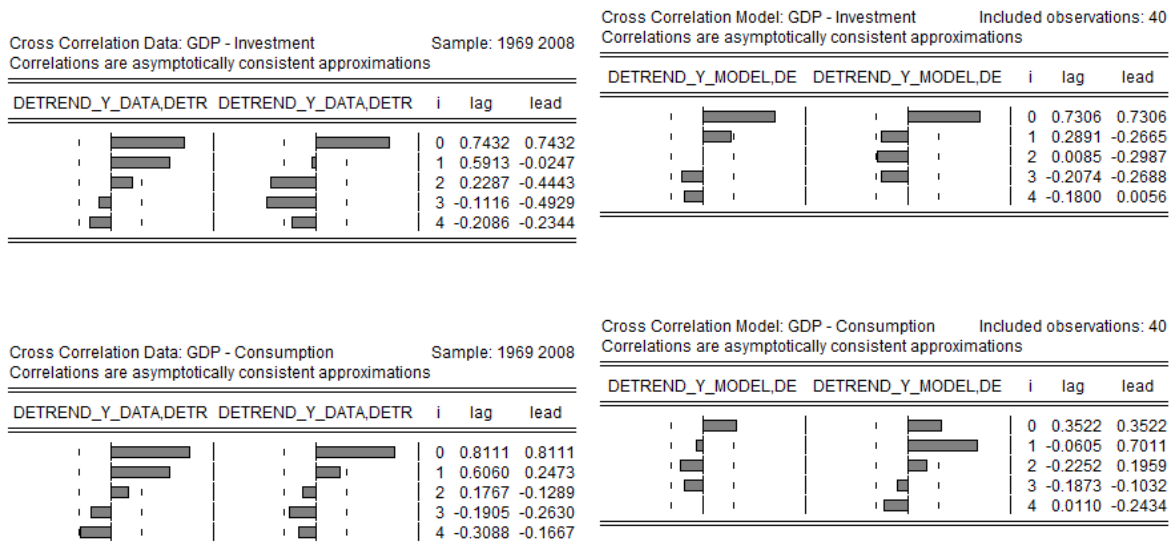 Cross Correlation Data: GDP - Investment Sample: 1969 2008
Correlations are asymptotically consistent approximations
DETREND_Y_DATA,DETR DETREND_Y_DATA,DETR i lag lead
0 0.7432 0.7432
1 0.5913 -0.0247
2 0.2287 -0.4443
3 -0.1116 -0.4929
4 -0.2086 -0.2344
Cross Correlation Model: GDP - Investment Included observations: 40
Correlations are asymptotically consistent approximations
DETREND_Y_MODEL,DE DETREND_Y_MODEL,DE i lag lead
0 0.7306 0.7306
1 0.2891 -0.2665
2 0.0085 -0.2987
3 -0.2074 -0.2688
4 -0.1800 0.0056
Cross Correlation Data: GDP - Consumption Sample: 1969 2008
Correlations are asymptotically consistent approximations
DETREND_Y_DATA,DETR DETREND_Y_DATA,DETR i lag lead
0 0.8111 0.8111
1 0.6060 0.2473
2 0.1767 -0.1289
3 -0.1905 -0.2630
4 -0.3088 -0.1667
Cross Correlation Model: GDP - Consumption Included observations: 40
Correlations are asymptotically consistent approximations
DETREND_Y_MODEL,DE DETREND_Y_MODEL,DE i lag lead
0 0.3522 0.3522
1 -0.0605 0.7011
2 -0.2252 0.1959
3 -0.1873 -0.1032
4 0.0110 -0.2434